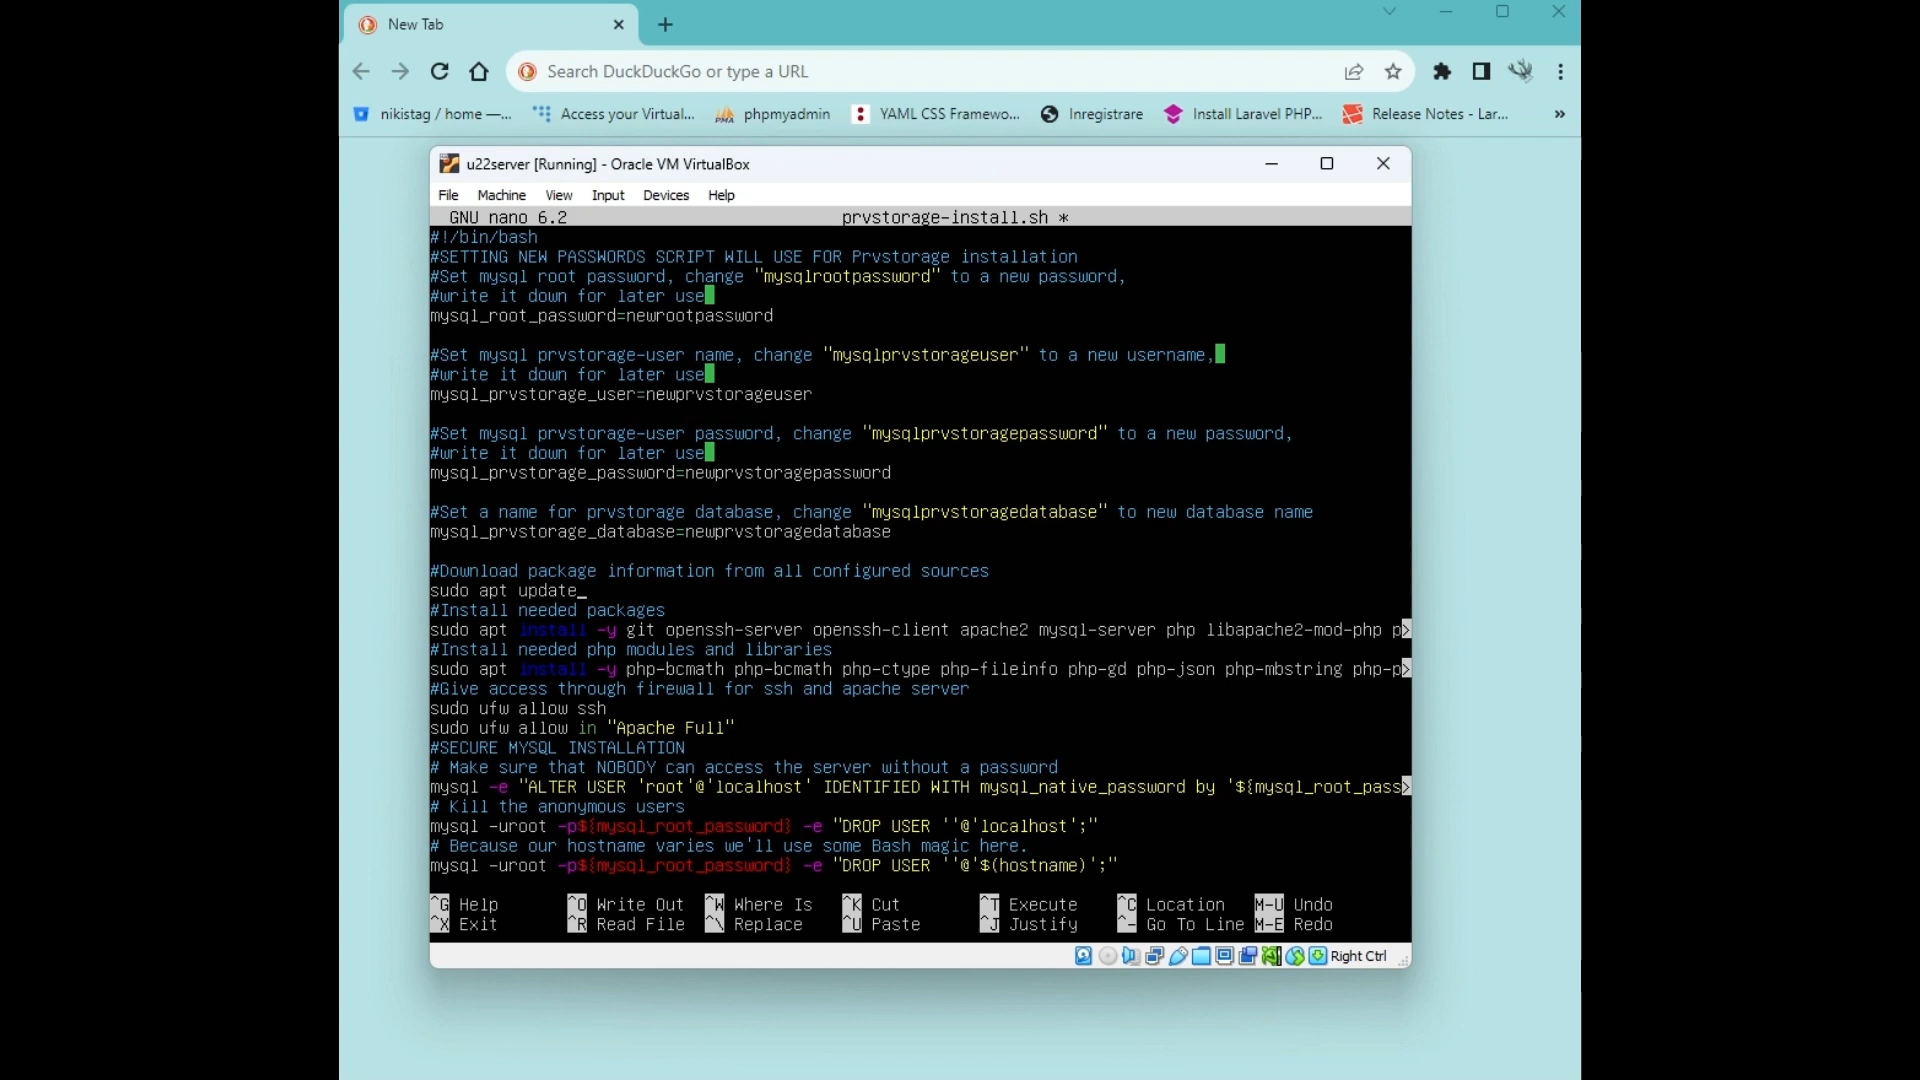 New Tab
Search DuckDuckGo or type a URL
nikistag / home —...
Access your Virtual...
phpmyadmin
YAML CSS Framewo...
Inregistrare
Install Laravel PHP...
Release Notes - Lar...
»
u22server [Running] - Oracle VM VirtualBox
File Machine View Input Devices Help
GNU nano 6.2 prvstorage-install.sh *
#!/bin/bash
#SETTING NEW PASSWORDS SCRIPT WILL USE FOR Prvstorage installation
#Set mysql root password, change "mysqlrootpassword" to a new password,
#write it down for later use
mysql_root_password=newrootpassword
#Set mysql prvstorage-user name, change "mysqlprvstorageuser" to a new username,
#write it down for later use
mysql_prvstorage_user=newprvstorageuser
#Set mysql prvstorage-user password, change "mysqlprvstoragepassword" to a new password,
#write it down for later use
mysql_prvstorage_password=newprvstoragepassword
#Set a name for prvstorage database, change "mysqlprvstoragedatabase" to new database name
mysql_prvstorage_database=newprvstoragedatabase
#Download package information from all configured sources
sudo apt update_
#Install needed packages
sudo apt install -y git openssh-server openssh-client apache2 mysql-server php libapache2-mod-php p>
#Install needed php modules and libraries
sudo apt install -y php-bcmath php-bcmath php-ctype php-fileinfo php-gd php-json php-mbstring php-p>
#Give access through firewall for ssh and apache server
sudo ufw allow ssh
sudo ufw allow in "Apache Full"
#SECURE MYSQL INSTALLATION
# Make sure that NOBODY can access the server without a password
mysql -e "ALTER USER 'root'@'localhost' IDENTIFIED WITH mysql_native_password by '${mysql_root_pass>
# Kill the anonymous users
mysql -uroot -p${mysql_root_password} -e "DROP USER ''@'localhost';"
# Because our hostname varies we'll use some Bash magic here.
mysql -uroot -p${mysql_root_password} -e "DROP USER ''@'$(hostname)';"
^G Help ^O Write Out ^W Where Is ^K Cut ^T Execute ^C Location M-U Undo
^X Exit ^R Read File ^\ Replace ^U Paste ^J Justify ^- Go To Line M-E Redo
Right Ctrl